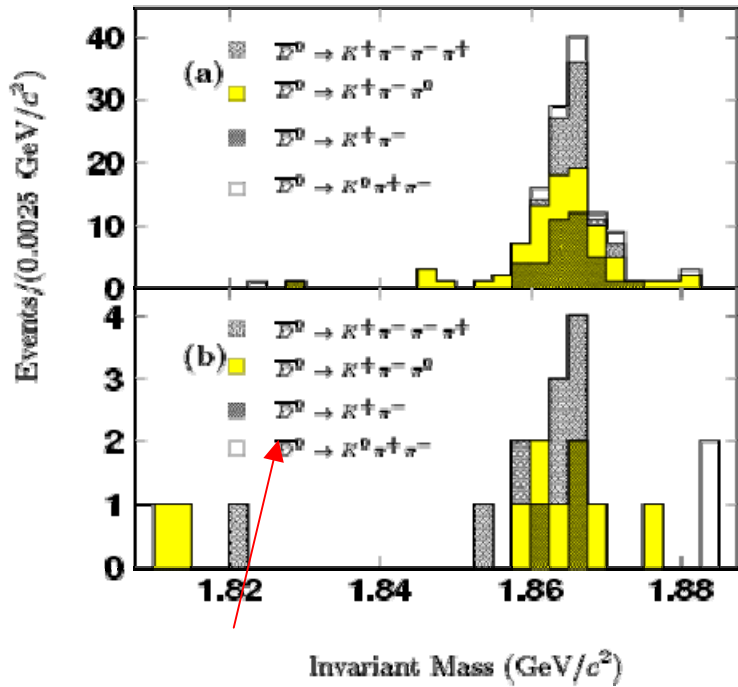 Events/(0.0025 GeV/c²)
40
30
20
10
0
(a)
D̅⁰ → K⁺π⁻π⁻π⁺
D̅⁰ → K⁺π⁻π⁰
D̅⁰ → K⁺π⁻
D̅⁰ → K⁰π⁺π⁻
4
3
2
1
0
(b)
D̅⁰ → K⁺π⁻π⁻π⁺
D̅⁰ → K⁺π⁻π⁰
D̅⁰ → K⁺π⁻
D̅⁰ → K⁰π⁺π⁻
1.82 1.84 1.86 1.88
Invariant Mass (GeV/c²)